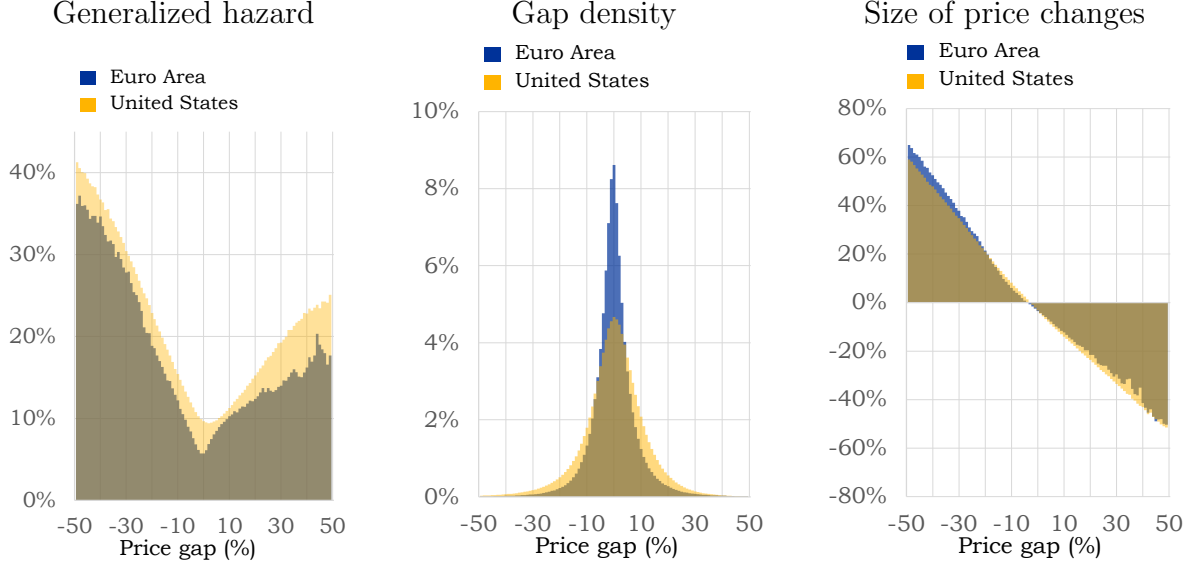 Generalized hazard
Euro Area
United States
40%
30%
20%
10%
0%
-50 -30 -10 10 30 50
Price gap (%)
Gap density
Euro Area
United States
10%
8%
6%
4%
2%
0%
-50 -30 -10 10 30 50
Price gap (%)
Size of price changes
Euro Area
United States
80%
60%
40%
20%
0%
-20%
-40%
-60%
-80%
-50 -30 -10 10 30 50
Price gap (%)